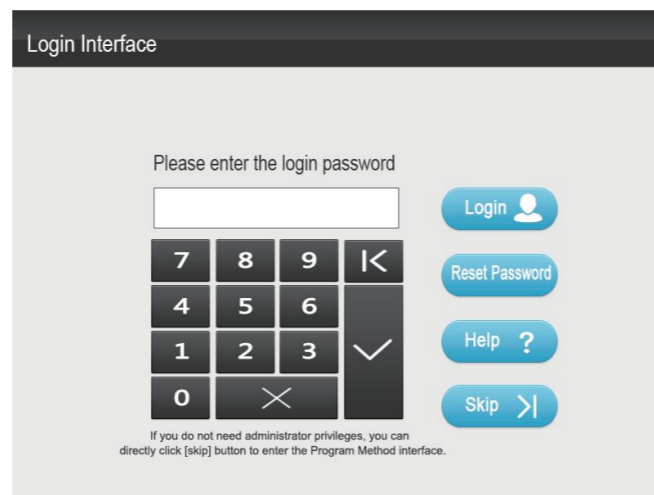 Login Interface
Please enter the login password
Login
7 8 9
Reset Password
4 5 6
Help ?
1 2 3
0
Skip
If you do not need administrator privileges, you can
directly click [skip] button to enter the Program Method interface.